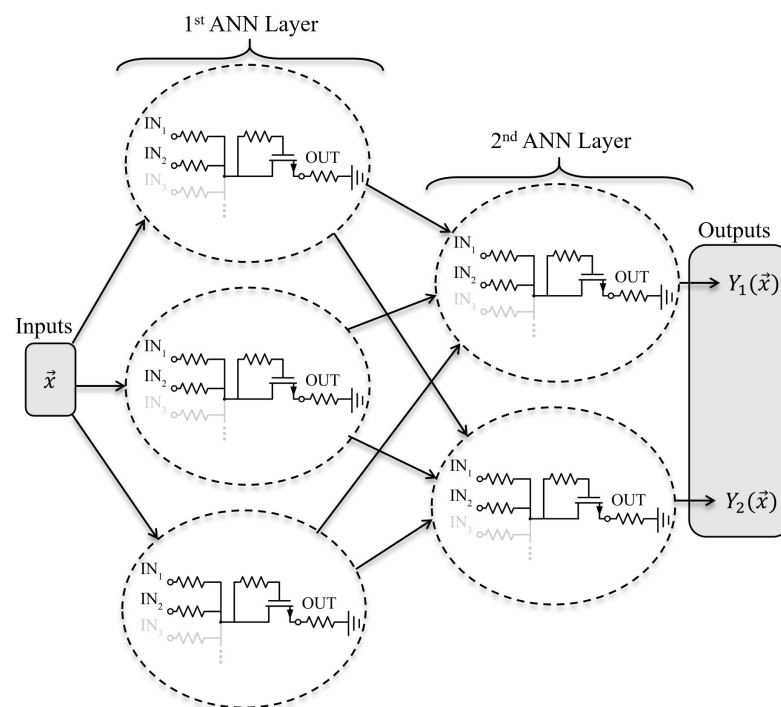 1st ANN Layer
IN1
IN2
IN3
OUT
2nd ANN Layer
IN1
IN2
IN3
OUT
Outputs
Y1(x⃗)
Inputs
x⃗
IN1
IN2
IN3
OUT
IN1
IN2
IN3
OUT
Y2(x⃗)
IN1
IN2
IN3
OUT